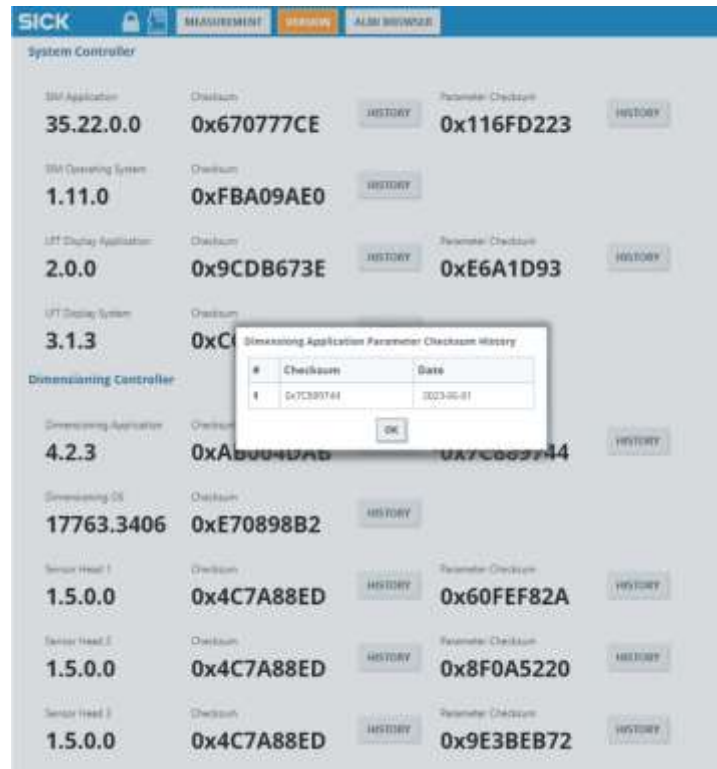 SICK MEASUREMENT VERSION ALIBI BROWSER
System Controller
SIM Application Checksum HISTORY Parameter Checksum HISTORY
35.22.0.0 0x670777CE 0x116FD223
SIM Operating System Checksum HISTORY
1.11.0 0xFBA09AE0
LFT Display Application Checksum HISTORY Parameter Checksum HISTORY
2.0.0 0x9CDB673E 0xE6A1D93
LFT Display System Checksum
3.1.3
Dimensioning Application Parameter Checksum History
# Checksum Date
1
OK
Dimensioning Controller
Dimensioning Application HISTORY
4.2.3
Dimensioning OS Checksum HISTORY
17763.3406 0xE70898B2
Sensor Head 1 Checksum HISTORY Parameter Checksum HISTORY
1.5.0.0 0x4C7A88ED 0x60FEF82A
Sensor Head 2 Checksum HISTORY Parameter Checksum HISTORY
1.5.0.0 0x4C7A88ED 0x8F0A5220
Sensor Head 3 Checksum HISTORY Parameter Checksum HISTORY
1.5.0.0 0x4C7A88ED 0x9E3BEB72